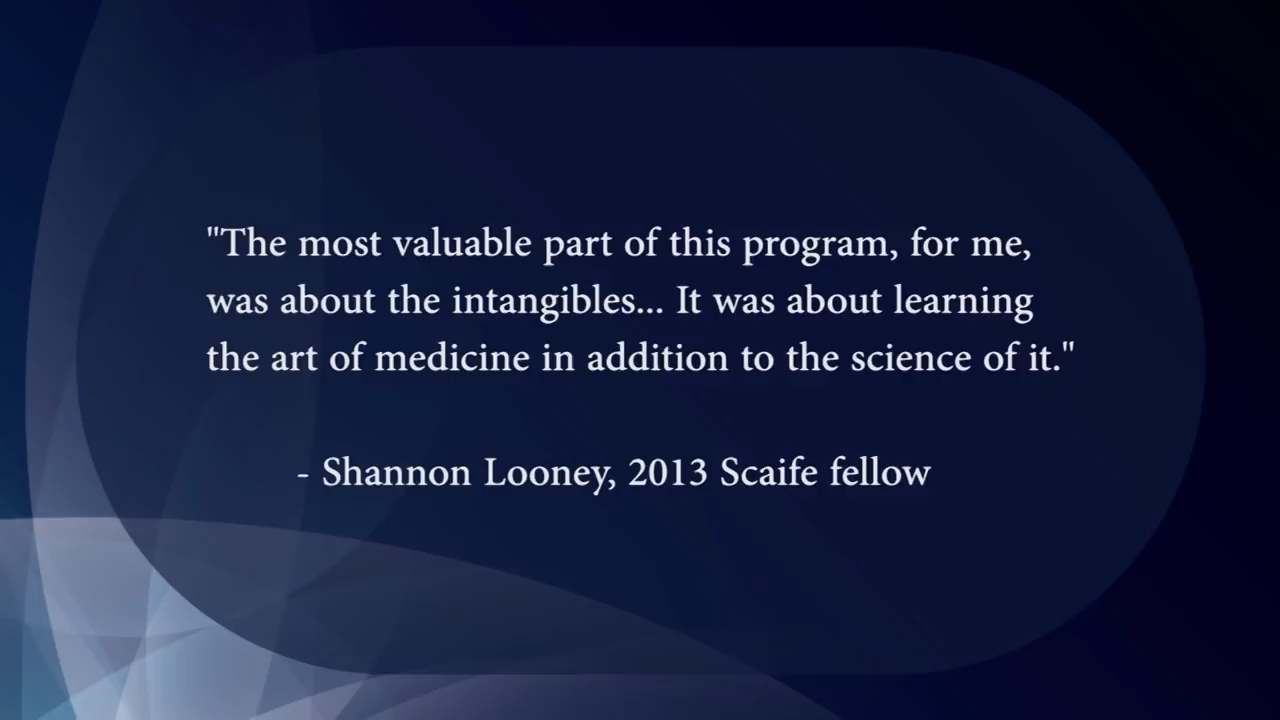 "The most valuable part of this program, for me,
was about the intangibles... It was about learning
the art of medicine in addition to the science of it."
- Shannon Looney, 2013 Scaife fellow